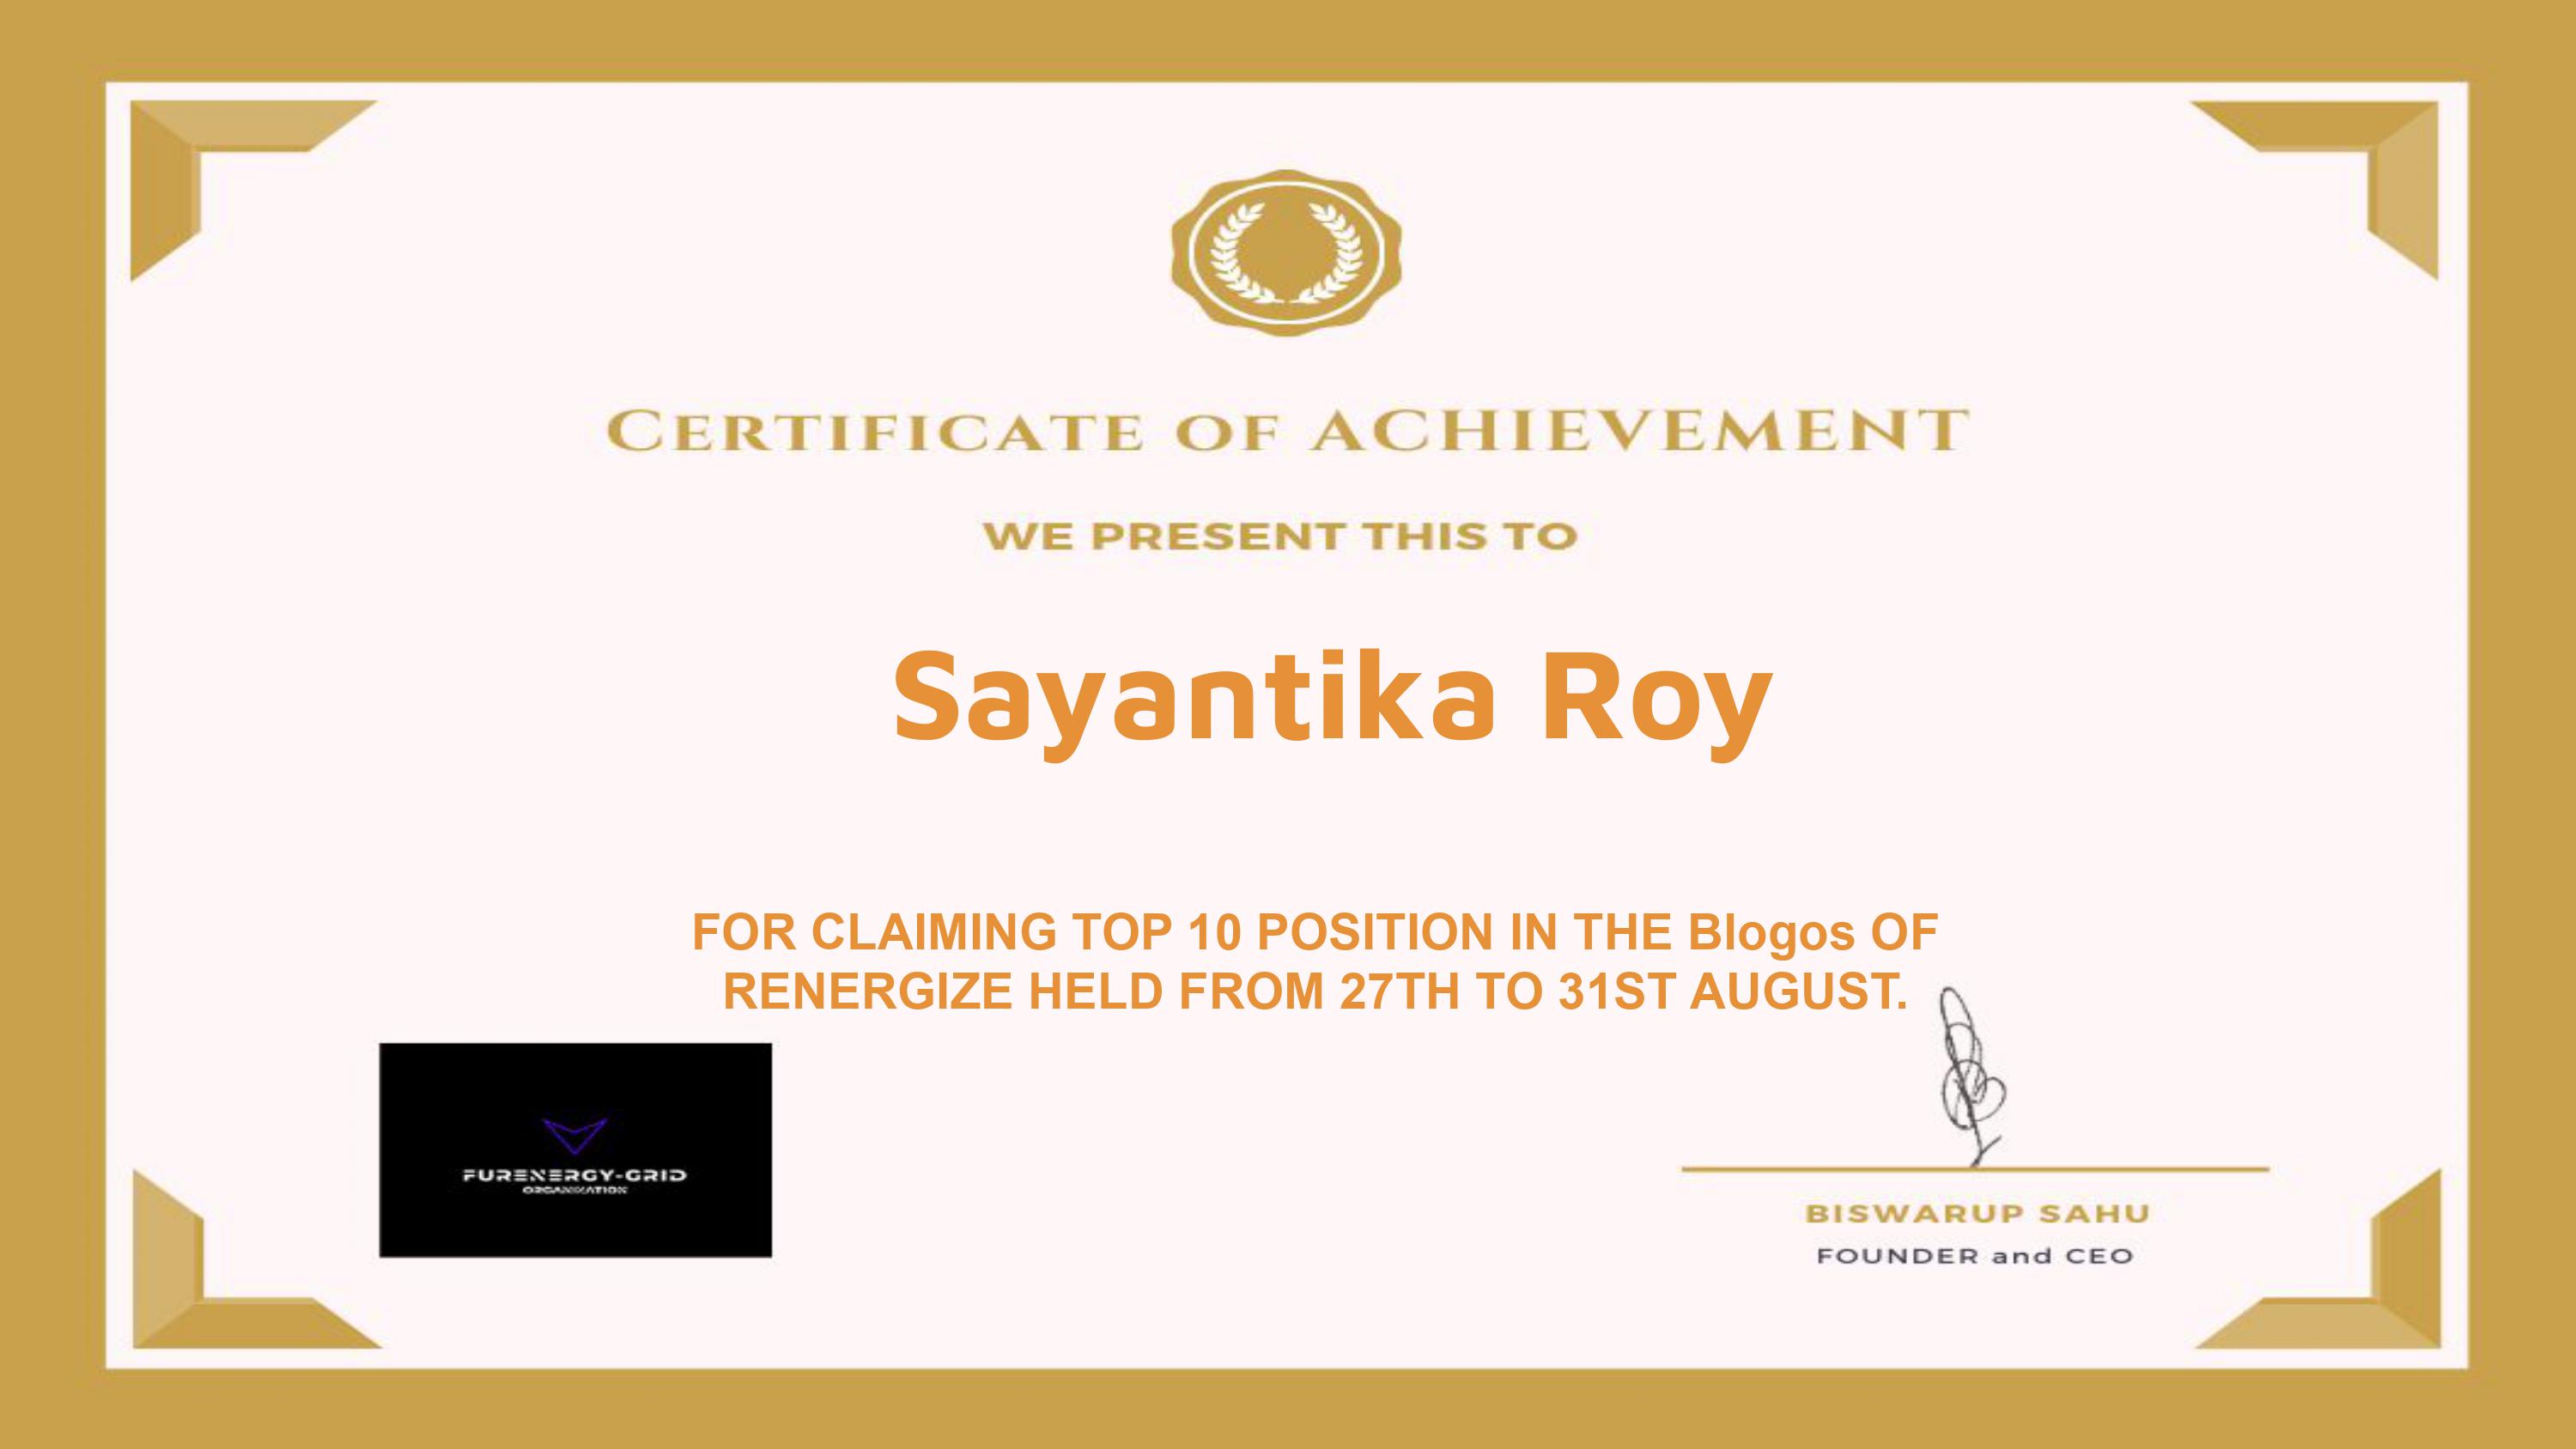 CERTIFICATE OF ACHIEVEMENT
WE PRESENT THIS TO
Sayantika Roy
FOR CLAIMING TOP 10 POSITION IN THE Blogos OF
RENERGIZE HELD FROM 27TH TO 31ST AUGUST.
FURENERGY-GRID
ORGANIZATION
BISWARUP SAHU
FOUNDER and CEO